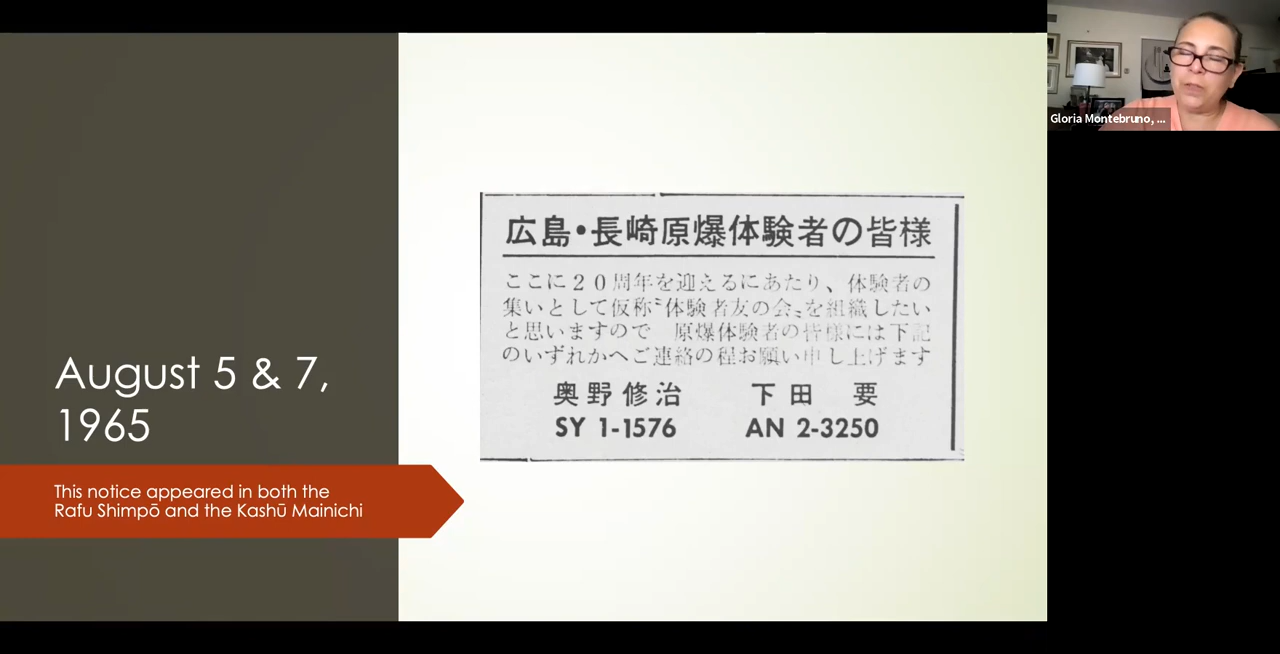 August 5 & 7,
1965
This notice appeared in both the
Rafu Shimpō and the Kashū Mainichi
広島・長崎原爆体験者の皆様
ここに20周年を迎えるにあたり、体験者の
集いとして仮称〝体験者友の会〟を組織したい
と思いますので 原爆体験者の皆様には下記
のいずれかへご連絡の程お願い申し上げます
奥野修治 下田 要
SY 1-1576 AN 2-3250
Gloria Montebruno, ...